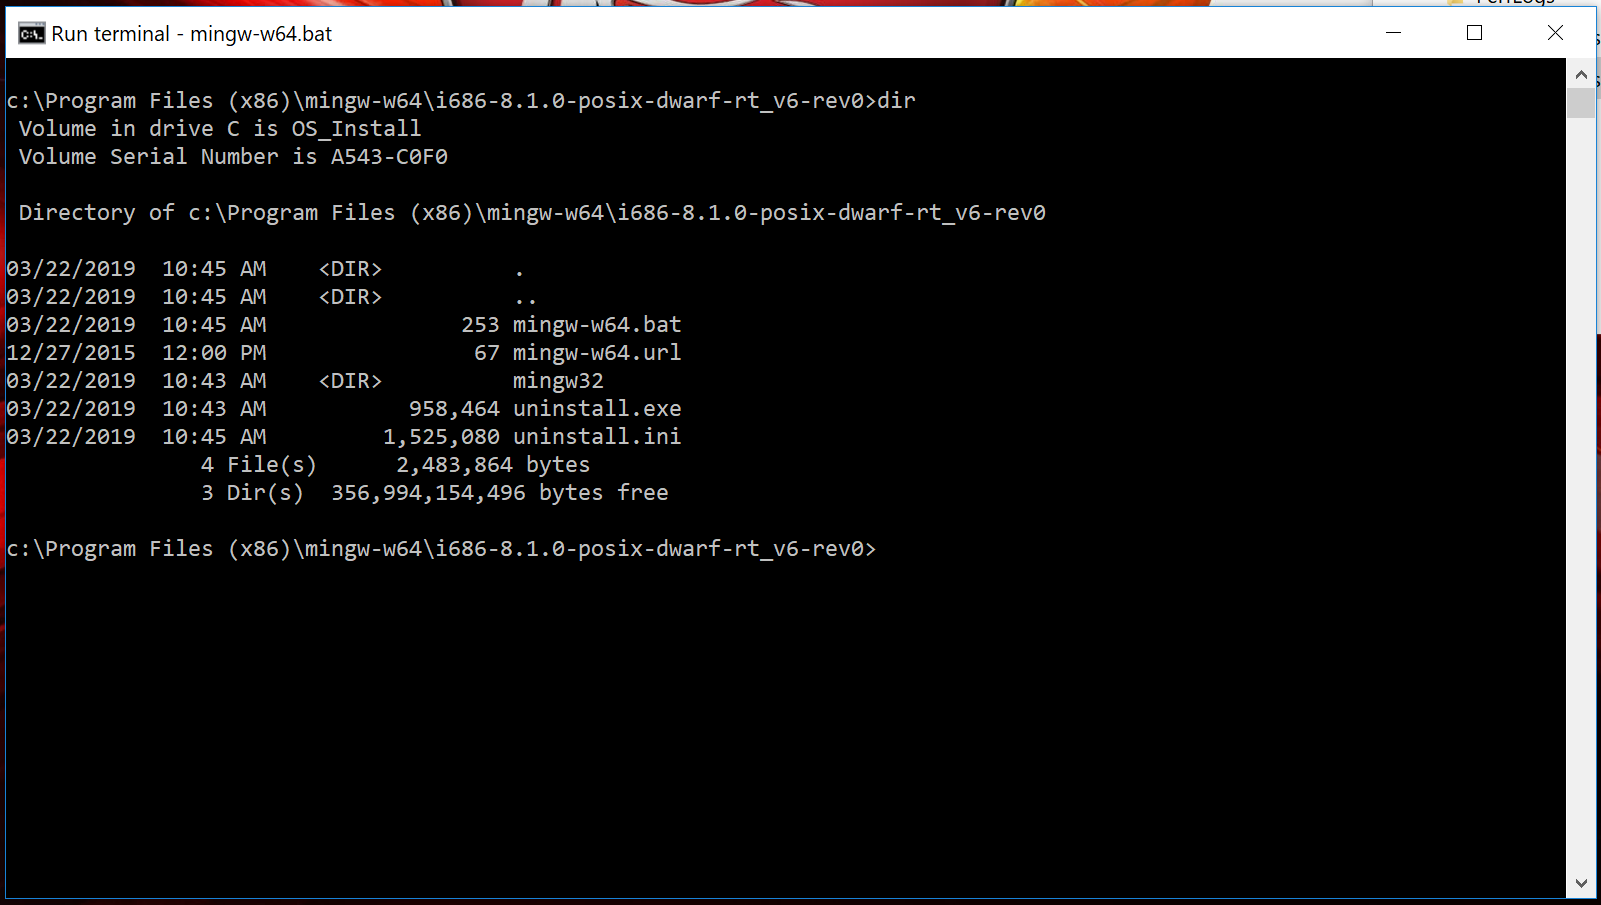 PerfLogs
Run terminal - mingw-w64.bat
c:\Program Files (x86)\mingw-w64\i686-8.1.0-posix-dwarf-rt_v6-rev0>dir
 Volume in drive C is OS_Install
 Volume Serial Number is A543-C0F0
 Directory of c:\Program Files (x86)\mingw-w64\i686-8.1.0-posix-dwarf-rt_v6-rev0
03/22/2019  10:45 AM    <DIR>          .
03/22/2019  10:45 AM    <DIR>          ..
03/22/2019  10:45 AM               253 mingw-w64.bat
12/27/2015  12:00 PM                67 mingw-w64.url
03/22/2019  10:43 AM    <DIR>          mingw32
03/22/2019  10:43 AM           958,464 uninstall.exe
03/22/2019  10:45 AM         1,525,080 uninstall.ini
               4 File(s)      2,483,864 bytes
               3 Dir(s)  356,994,154,496 bytes free
c:\Program Files (x86)\mingw-w64\i686-8.1.0-posix-dwarf-rt_v6-rev0>